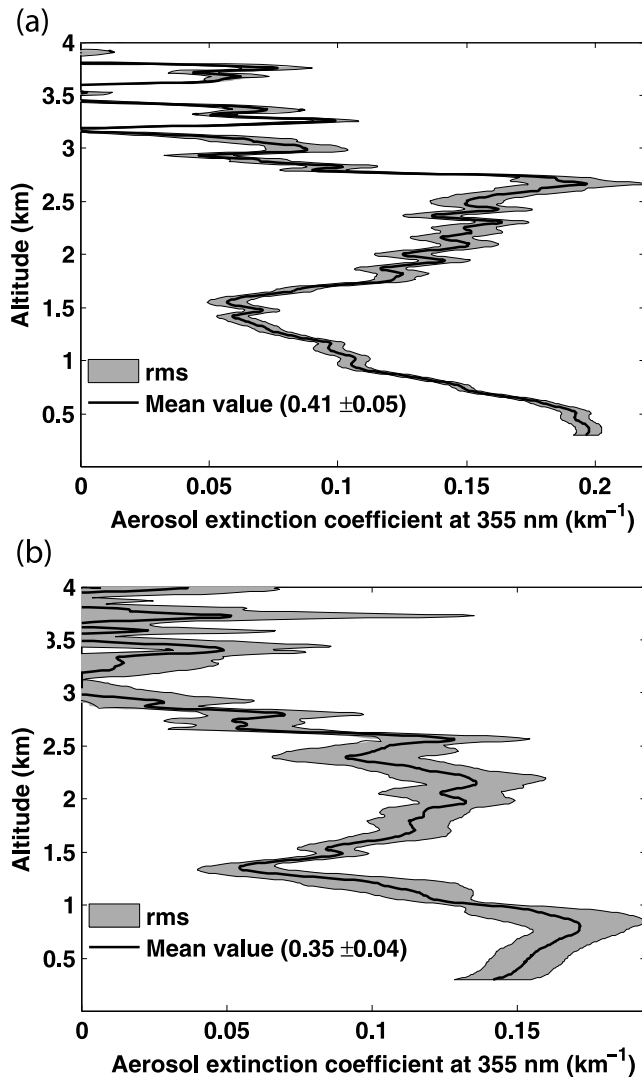 (a)
4
3.5
3
2.5
2
1.5
1
0.5
Altitude (km)
rms
Mean value (0.41 ±0.05)
0 0.05 0.1 0.15 0.2
Aerosol extinction coefficient at 355 nm (km⁻¹)
(b)
4
3.5
3
2.5
2
1.5
1
0.5
Altitude (km)
rms
Mean value (0.35 ±0.04)
0 0.05 0.1 0.15
Aerosol extinction coefficient at 355 nm (km⁻¹)